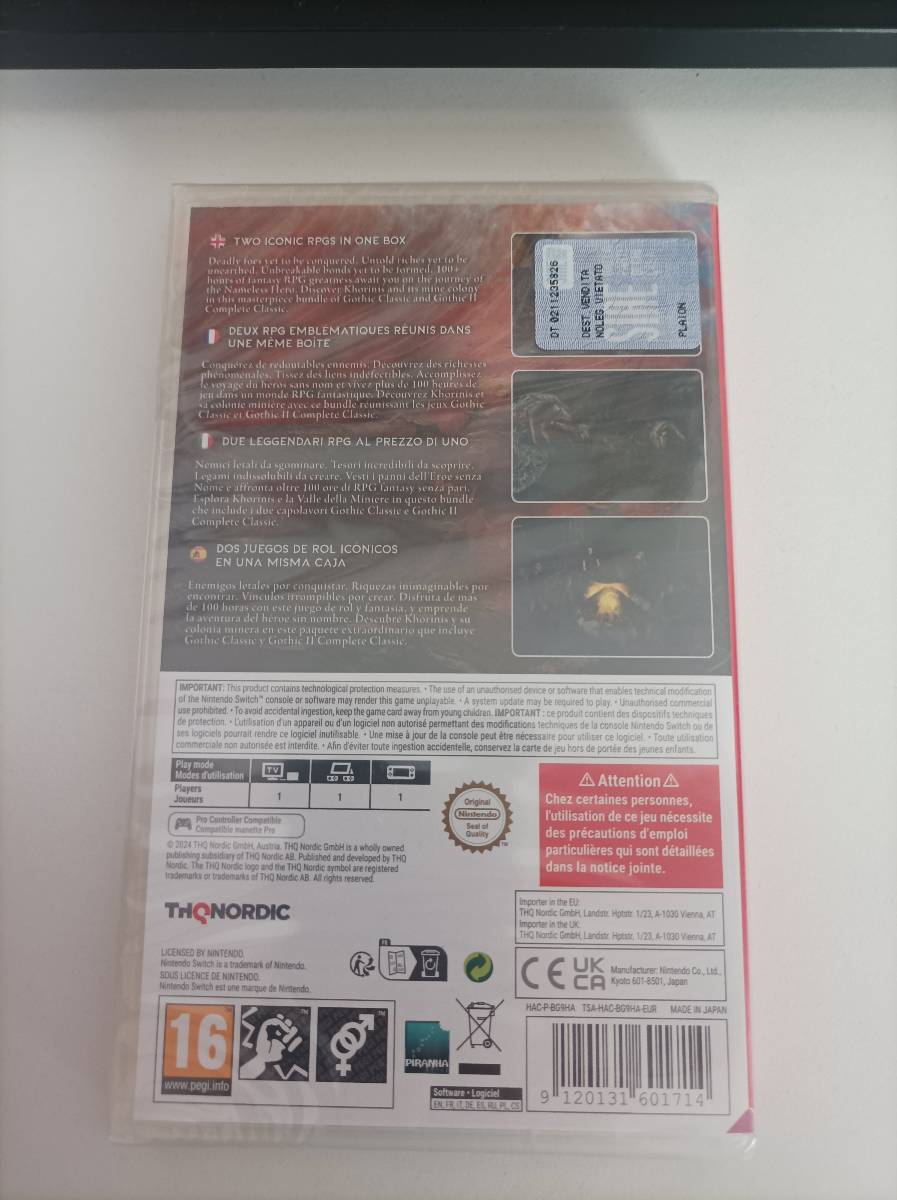 TWO ICONIC RPGS IN ONE BOX
Deadly foes yet to be conquered. Untold riches yet to be
unearthed. Unbreakable bonds yet to be formed. 100+
hours of fantasy RPG greatness await you on the journey of
the Nameless Hero. Discover Khorinis and its mine colony
in this masterpiece bundle of Gothic Classic and Gothic II
Complete Classic.
DEUX RPG EMBLÉMATIQUES RÉUNIS DANS
UNE MÊME BOÎTE
Conquérez de redoutables ennemis. Découvrez des richesses
phénoménales. Tissez des liens indéfectibles. Accomplissez
le voyage du héros sans nom et vivez plus de 100 heures de
jeu dans un monde RPG fantastique. Découvrez Khorinis et
sa colonie minière avec ce bundle réunissant les jeux Gothic
Classic et Gothic II Complete Classic.
DUE LEGGENDARI RPG AL PREZZO DI UNO
Nemici letali da sgominare. Tesori incredibili da scoprire.
Legami indissolubili da creare. Vesti i panni dell'Eroe senza
Nome e affronta oltre 100 ore di RPG fantasy senza pari.
Esplora Khorinis e la Valle della Miniere in questo bundle
che include i due capolavori Gothic Classic e Gothic II
Complete Classic.
DOS JUEGOS DE ROL ICÓNICOS
EN UNA MISMA CAJA
Enemigos letales por conquistar. Riquezas inimaginables por
encontrar. Vínculos irrompibles por crear. Disfruta de más
de 100 horas con este juego de rol y fantasía, y emprende
la aventura del héroe sin nombre. Descubre Khorinis y su
colonia minera en este paquete extraordinario que incluye
Gothic Classic y Gothic II Complete Classic.
DT 0211235826
DEST.VENDITA
NOLEG.VIETATO
SIAE
PLAION
IMPORTANT: This product contains technological protection measures. • The use of an unauthorised device or software that enables technical modification
of the Nintendo Switch™ console or software may render this game unplayable. • A system update may be required to play. • Unauthorised commercial
use prohibited. • To avoid accidental ingestion, keep the game card away from young children. IMPORTANT : ce produit contient des dispositifs techniques
de protection. • L'utilisation d'un appareil ou d'un logiciel non autorisé permettant des modifications techniques de la console Nintendo Switch ou de
ses logiciels pourrait rendre ce logiciel inutilisable. • Une mise à jour de la console peut être nécessaire pour utiliser ce logiciel. • Toute utilisation
commerciale non autorisée est interdite. • Afin d'éviter toute ingestion accidentelle, conservez la carte de jeu hors de portée des jeunes enfants.
Play mode
Modes d'utilisation
TV
Players
Joueurs
1 1 1
Pro Controller Compatible
Compatible manette Pro
Original
Nintendo
Seal of
Quality
™
Attention
Chez certaines personnes,
l'utilisation de ce jeu nécessite
des précautions d'emploi
particulières qui sont détaillées
dans la notice jointe.
© 2024 THQ Nordic GmbH, Austria. THQ Nordic GmbH is a wholly owned
publishing subsidiary of THQ Nordic AB. Published and developed by THQ
Nordic. The THQ Nordic logo and the THQ Nordic symbol are registered
trademarks or trademarks of THQ Nordic AB. All rights reserved.
THQNORDIC
Importer in the EU:
THQ Nordic GmbH, Landstr. Hptstr. 1/23, A-1030 Vienna, AT
Importer in the UK:
THQ Nordic GmbH, Landstr. Hptstr. 1/23, A-1030 Vienna, AT
LICENSED BY NINTENDO.
Nintendo Switch is a trademark of Nintendo.
SOUS LICENCE DE NINTENDO.
Nintendo Switch est une marque de Nintendo.
FR
CE UK CA
Manufacturer: Nintendo Co., Ltd.,
Kyoto 601-8501, Japan
HAC-P-BG9HA TSA-HAC-BG9HA-EUR MADE IN JAPAN
16
www.pegi.info
™
™
PIRANHA
Software • Logiciel
EN, FR, IT, DE, ES, RU, PL, CS
9 120131 601714